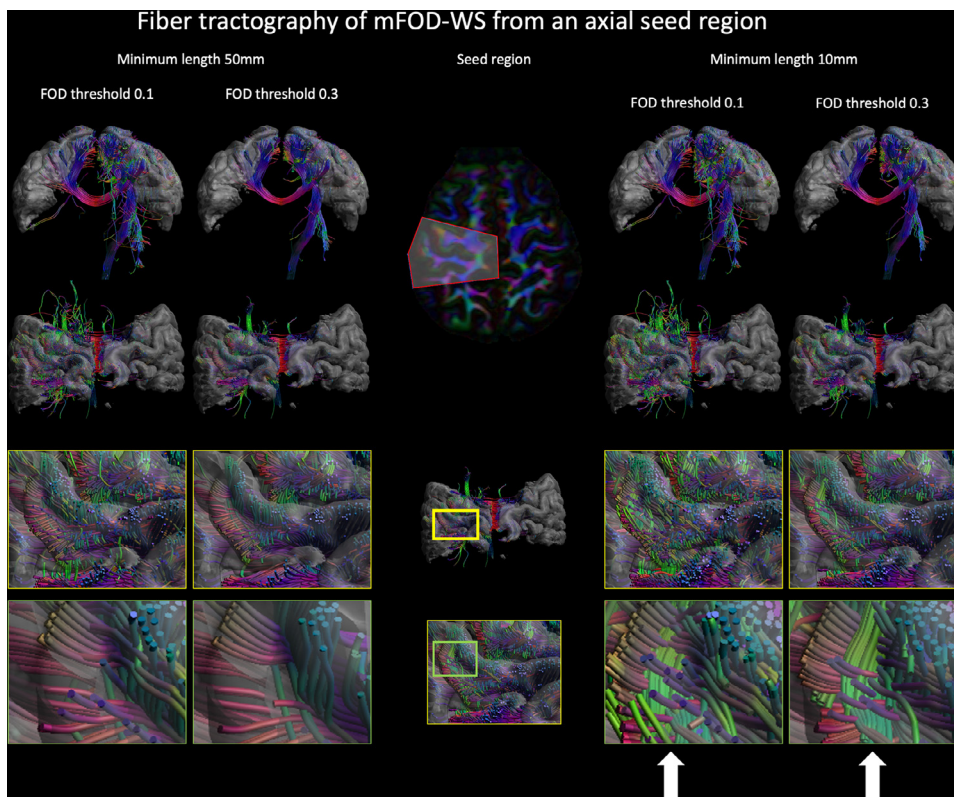 Fiber tractography of mFOD-WS from an axial seed region
Minimum length 50mm
Seed region
Minimum length 10mm
FOD threshold 0.1
FOD threshold 0.3
FOD threshold 0.1
FOD threshold 0.3